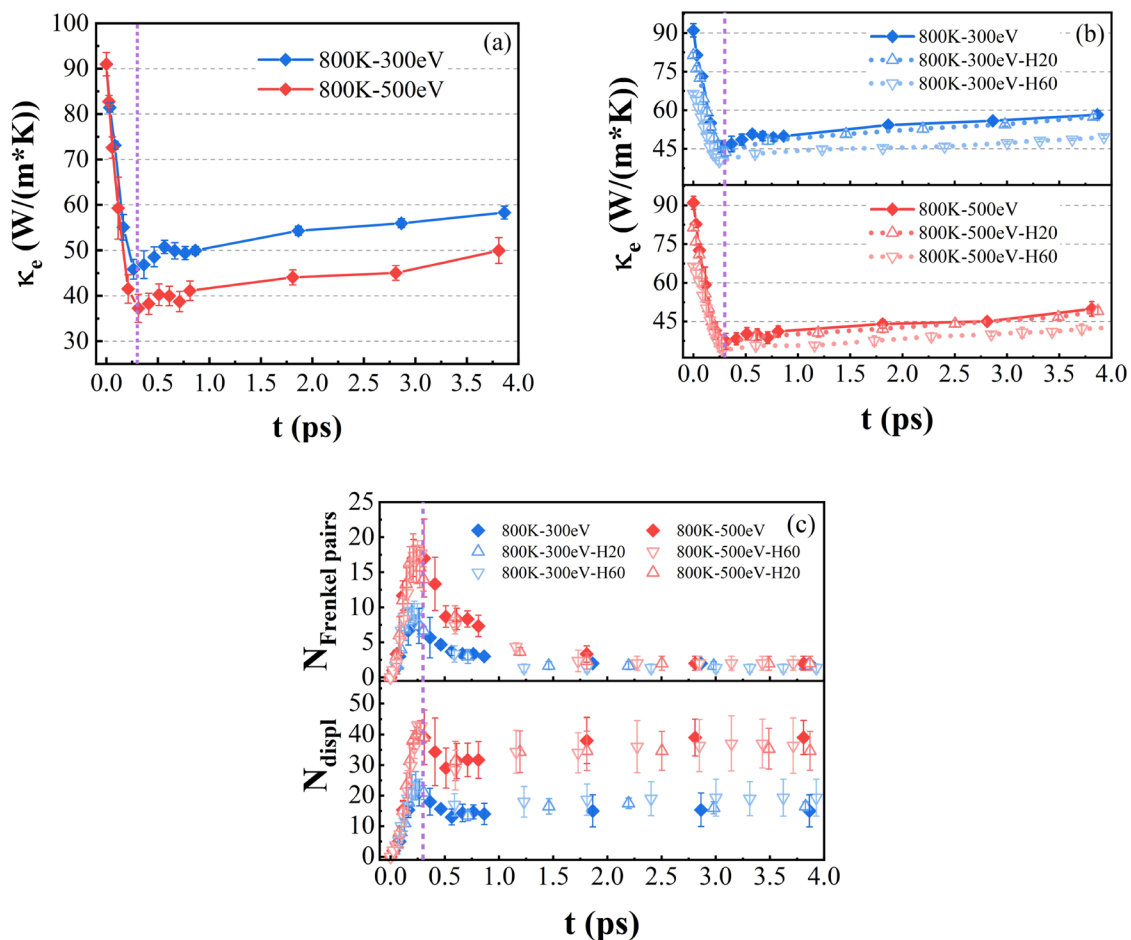 (a)
800K-300eV
800K-500eV
100
90
80
70
60
50
40
30
κe (W/(m*K))
0.0 0.5 1.0 1.5 2.0 2.5 3.0 3.5 4.0
t (ps)
(b)
800K-300eV
800K-300eV-H20
800K-300eV-H60
90
75
60
45
800K-500eV
800K-500eV-H20
800K-500eV-H60
90
75
60
45
κe (W/(m*K))
0.0 0.5 1.0 1.5 2.0 2.5 3.0 3.5 4.0
t (ps)
(c)
800K-300eV 800K-500eV
800K-300eV-H20 800K-500eV-H60
800K-300eV-H60 800K-500eV-H20
25
20
15
10
5
0
NFrenkel pairs
50
40
30
20
10
0
Ndispl
0.0 0.5 1.0 1.5 2.0 2.5 3.0 3.5 4.0
t (ps)